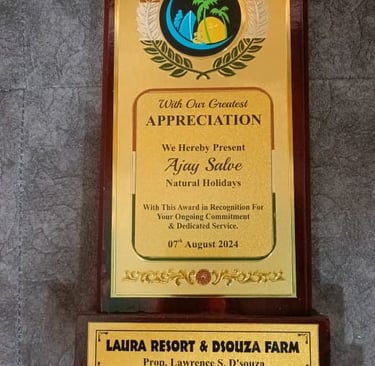 With Our Greatest
APPRECIATION
We Hereby Present
Ajay Salve
Natural Holidays
With This Award in Recognition For
Your Ongoing Commitment
& Dedicated Service.
07th August 2024
LAURA RESORT & DSOUZA FARM
Prop. Lawrence S. D'souza